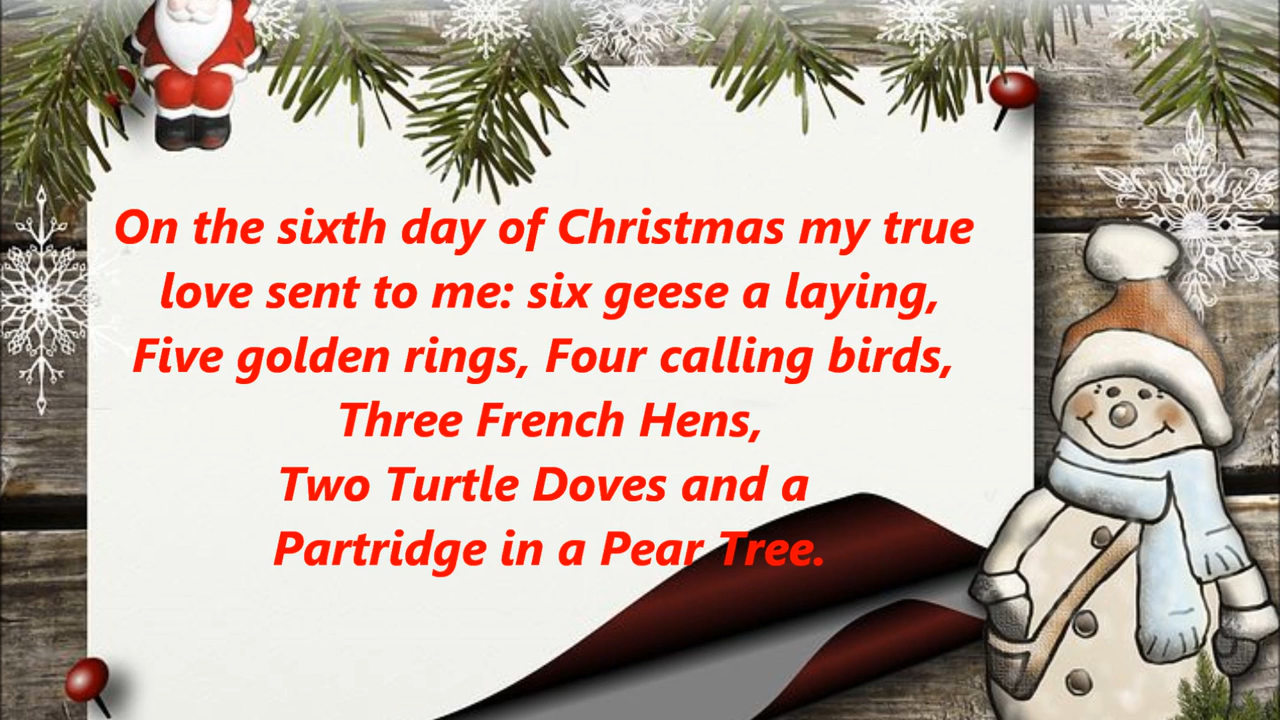 On the sixth day of Christmas my true
love sent to me: six geese a laying,
Five golden rings, Four calling birds,
Three French Hens,
Two Turtle Doves and a
Partridge in a Pear Tree.